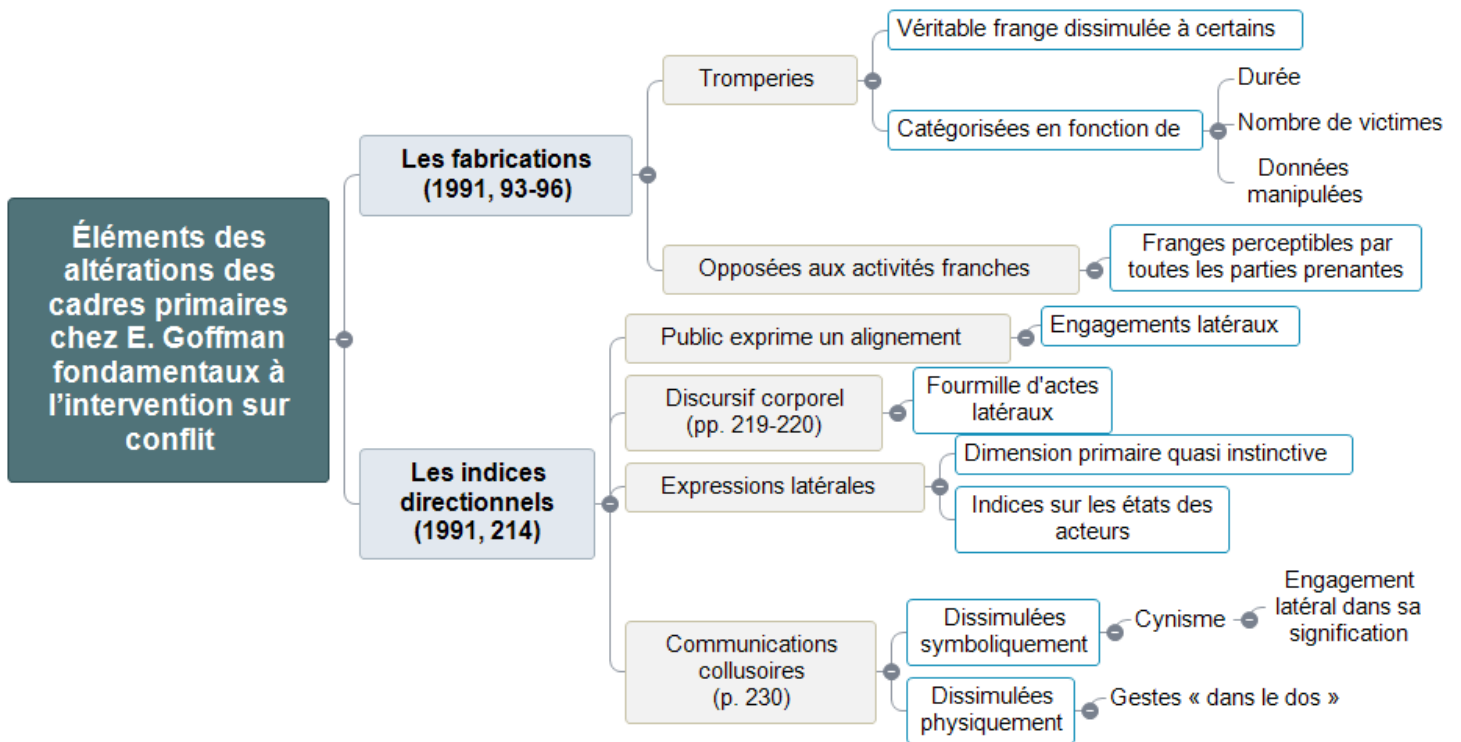 Éléments des
altérations des
cadres primaires
chez E. Goffman
fondamentaux à
l’intervention sur
conflit
Les fabrications
(1991, 93-96)
Tromperies
Véritable frange dissimulée à certains
Catégorisées en fonction de
Durée
Nombre de victimes
Données
manipulées
Opposées aux activités franches
Franges perceptibles par
toutes les parties prenantes
Les indices
directionnels
(1991, 214)
Public exprime un alignement
Engagements latéraux
Discursif corporel
(pp. 219-220)
Fourmille d'actes
latéraux
Expressions latérales
Dimension primaire quasi instinctive
Indices sur les états des
acteurs
Communications
collusoires
(p. 230)
Dissimulées
symboliquement
Cynisme
Engagement
latéral dans sa
signification
Dissimulées
physiquement
Gestes « dans le dos »